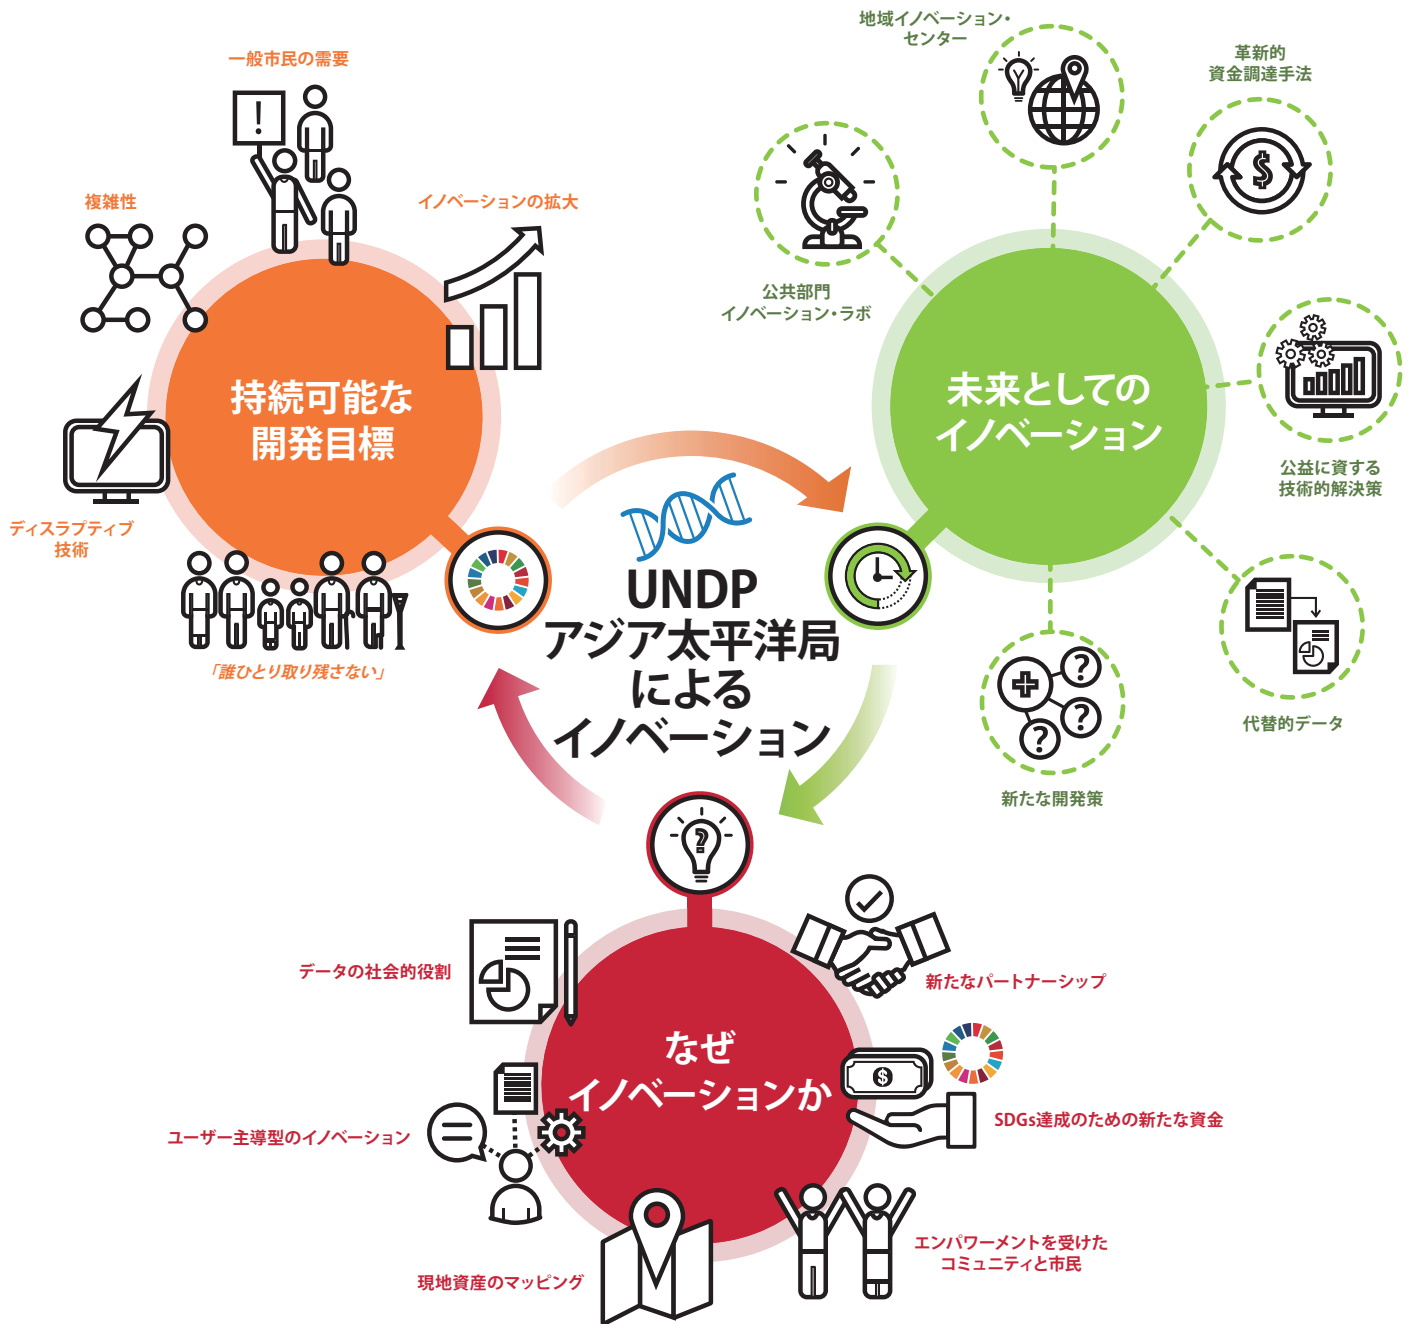 一般市民の需要
!
複雑性
イノベーションの拡大
持続可能な
開発目標
ディスラプティブ
技術
「誰ひとり取り残さない」
地域イノベーション・
センター
革新的
資金調達手法
$
公共部門
イノベーション・ラボ
未来としての
イノベーション
公益に資する
技術的解決策
代替的データ
?
?
?
新たな開発策
UNDP
アジア太平洋局
による
イノベーション
?
データの社会的役割
新たなパートナーシップ
なぜ
イノベーションか
$
SDGs達成のための新たな資金
ユーザー主導型のイノベーション
エンパワーメントを受けた
コミュニティと市民
現地資産のマッピング